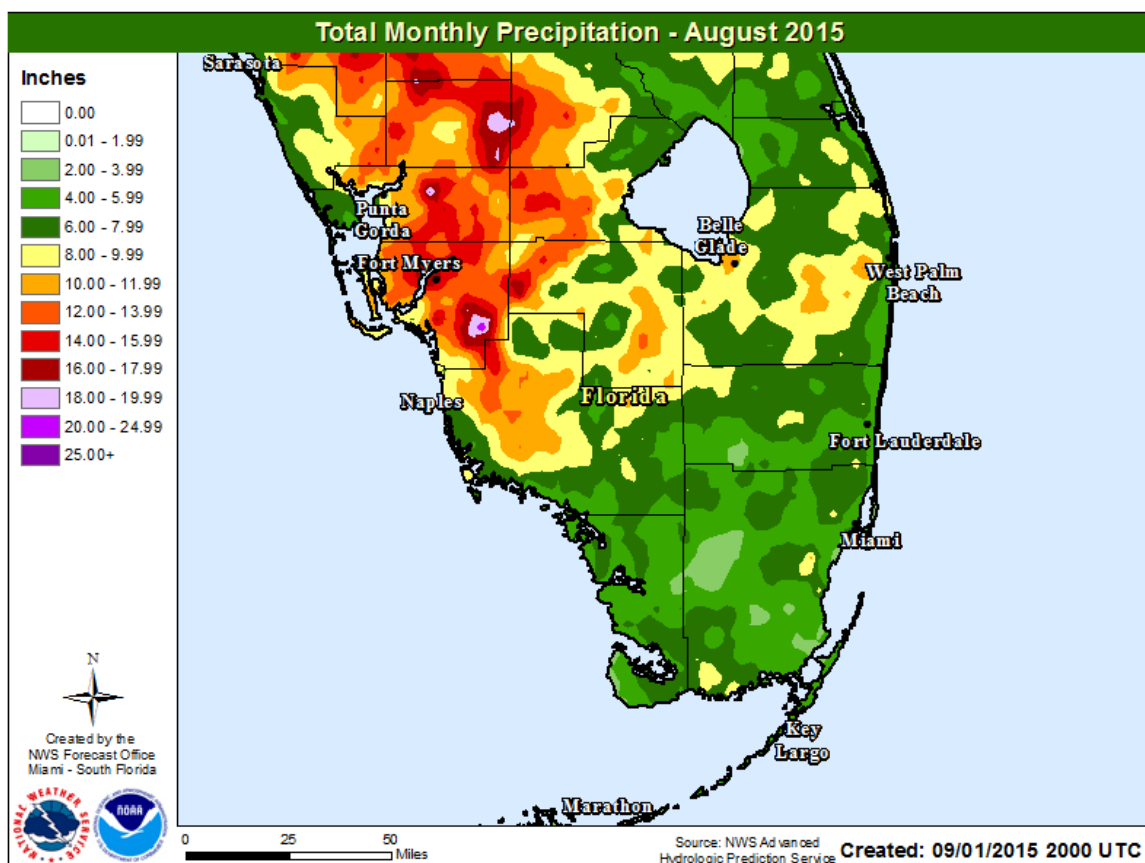 Total Monthly Precipitation - August 2015
Inches
0.00
0.01 - 1.99
2.00 - 3.99
4.00 - 5.99
6.00 - 7.99
8.00 - 9.99
10.00 - 11.99
12.00 - 13.99
14.00 - 15.99
16.00 - 17.99
18.00 - 19.99
20.00 - 24.99
25.00+
Sarasota
Punta
Gorda
Fort Myers
Belle
Glade
West Palm
Beach
Naples
Florida
Fort Lauderdale
Miami
Key
Largo
Marathon
N
Created by the
NWS Forecast Office
Miami - South Florida
NATIONAL WEATHER SERVICE
NOAA
0 25 50
Miles
Source: NWS Advanced
Hydrologic Prediction Service
Created: 09/01/2015 2000 UTC